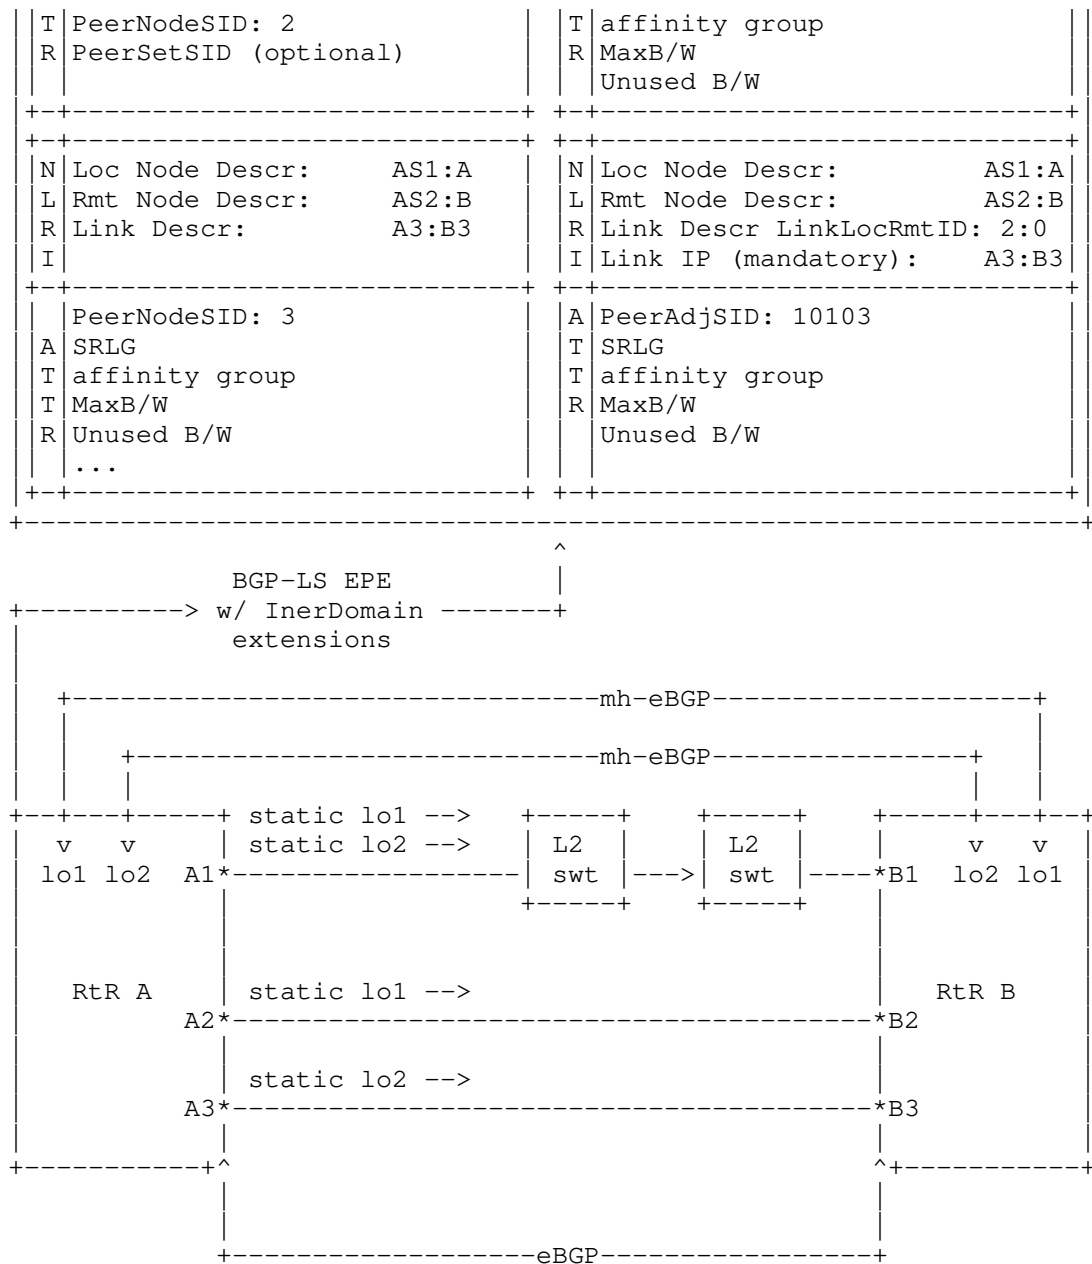 ||T|PeerNodeSID: 2              | |T|affinity group               ||
||R|PeerSetSID (optional)       | |R|MaxB/W                       ||
|| |                            | | |Unused B/W                   ||
|+-+----------------------------+ +-+-----------------------------+|
|+-+----------------------------+ +-+-----------------------------+|
||N|Loc Node Descr:     AS1:A   | |N|Loc Node Descr:         AS1:A||
||L|Rmt Node Descr:     AS2:B   | |L|Rmt Node Descr:         AS2:B||
||R|Link Descr:         A3:B3   | |R|Link Descr LinkLocRmtID: 2:0 ||
||I|                            | |I|Link IP (mandatory):    A3:B3||
|+-+----------------------------+ +-+-----------------------------+|
|| |PeerNodeSID: 3              | |A|PeerAdjSID: 10103            ||
||A|SRLG                        | |T|SRLG                         ||
||T|affinity group              | |T|affinity group               ||
||T|MaxB/W                      | |R|MaxB/W                       ||
||R|Unused B/W                  | | |Unused B/W                   ||
|| |...                         | | |                             ||
|+-+----------------------------+ +-+-----------------------------+|
+------------------------------------------------------------------+
                                  ^
              BGP-LS EPE          |
+----------> w/ InerDomain -------+
|             extensions
|
|  +---------------------------------mh-eBGP--------------------+
|  |                                                            |
|  |   +-----------------------------mh-eBGP----------------+   |
|  |   |                                                    |   |
+--+---+-----+ static lo1 -->   +-----+    +-----+    +-----+---+--+
|  v   v     | static lo2 -->   | L2  |    | L2  |    |     v   v  |
| lo1 lo2  A1*------------------| swt |--->| swt |----*B1  lo2 lo1 |
|            |                  +-----+    +-----+    |            |
|            |                                        |            |
|            |                                        |            |
|   RtR A    | static lo1 -->                         |   RtR B    |
|          A2*----------------------------------------*B2          |
|            |                                        |            |
|            | static lo2 -->                         |            |
|          A3*----------------------------------------*B3          |
|            |                                        |            |
+-----------+^                                        ^+-----------+
             |                                        |
             |                                        |
             +-------------------eBGP-----------------+